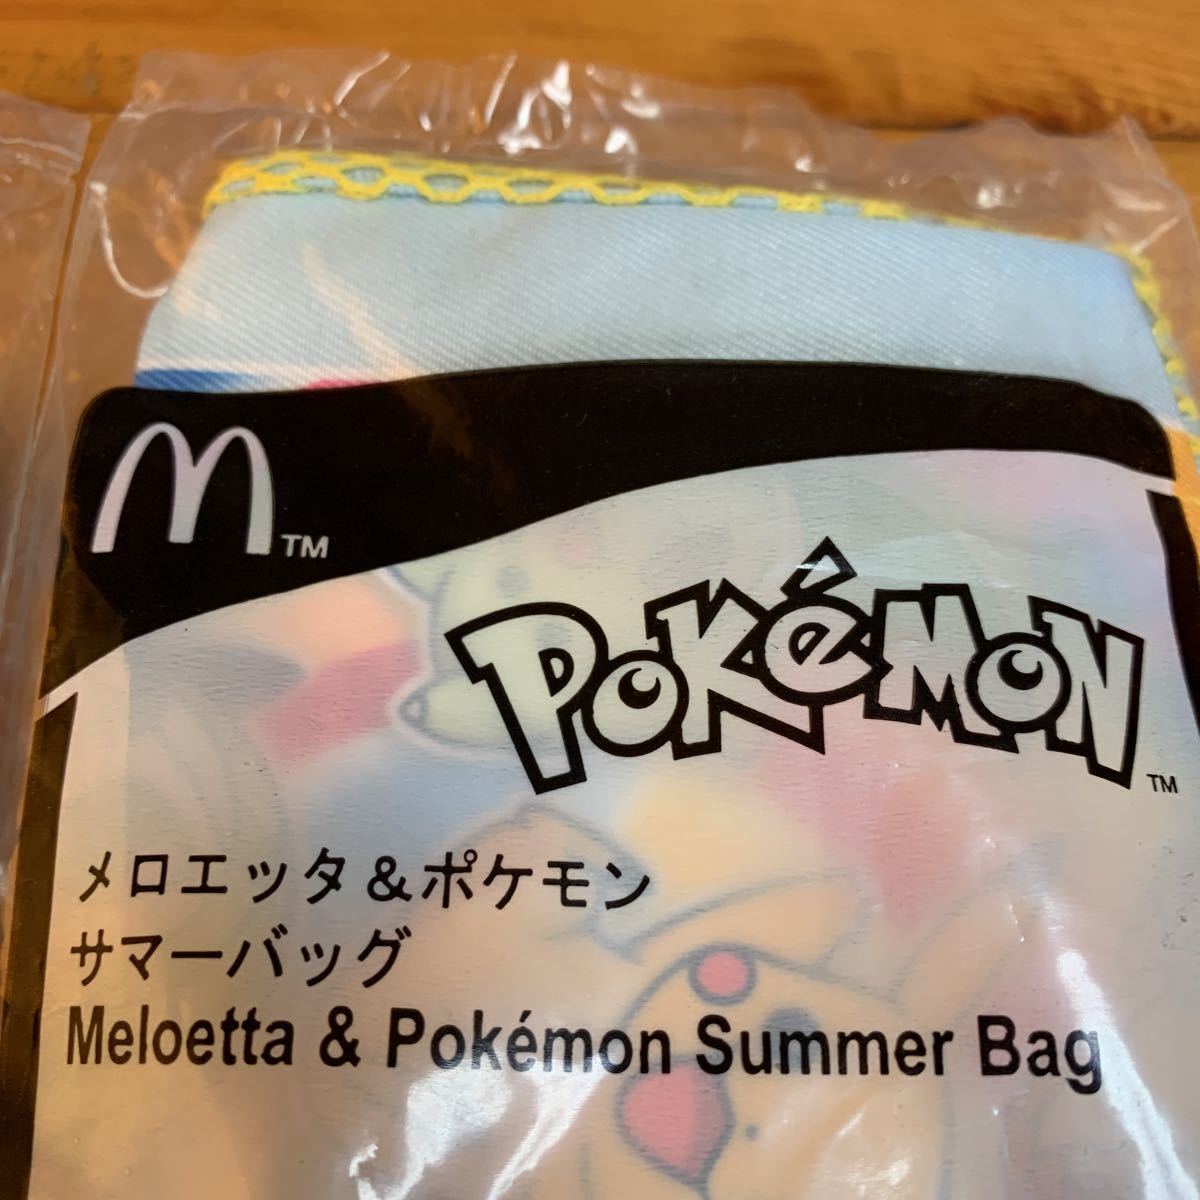 M™
POKéMON™
メロエッタ＆ポケモン
サマーバッグ
Meloetta & Pokémon Summer Bag